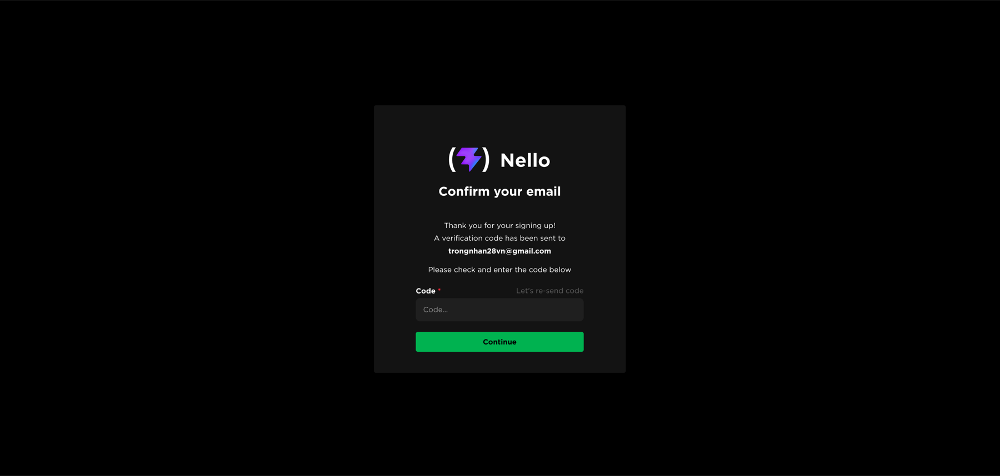 Nello
Confirm your email
Thank you for your signing up!
A verification code has been sent to
trongnhan28vn@gmail.com
Please check and enter the code below
Code * Let's re-send code
Code...
Continue